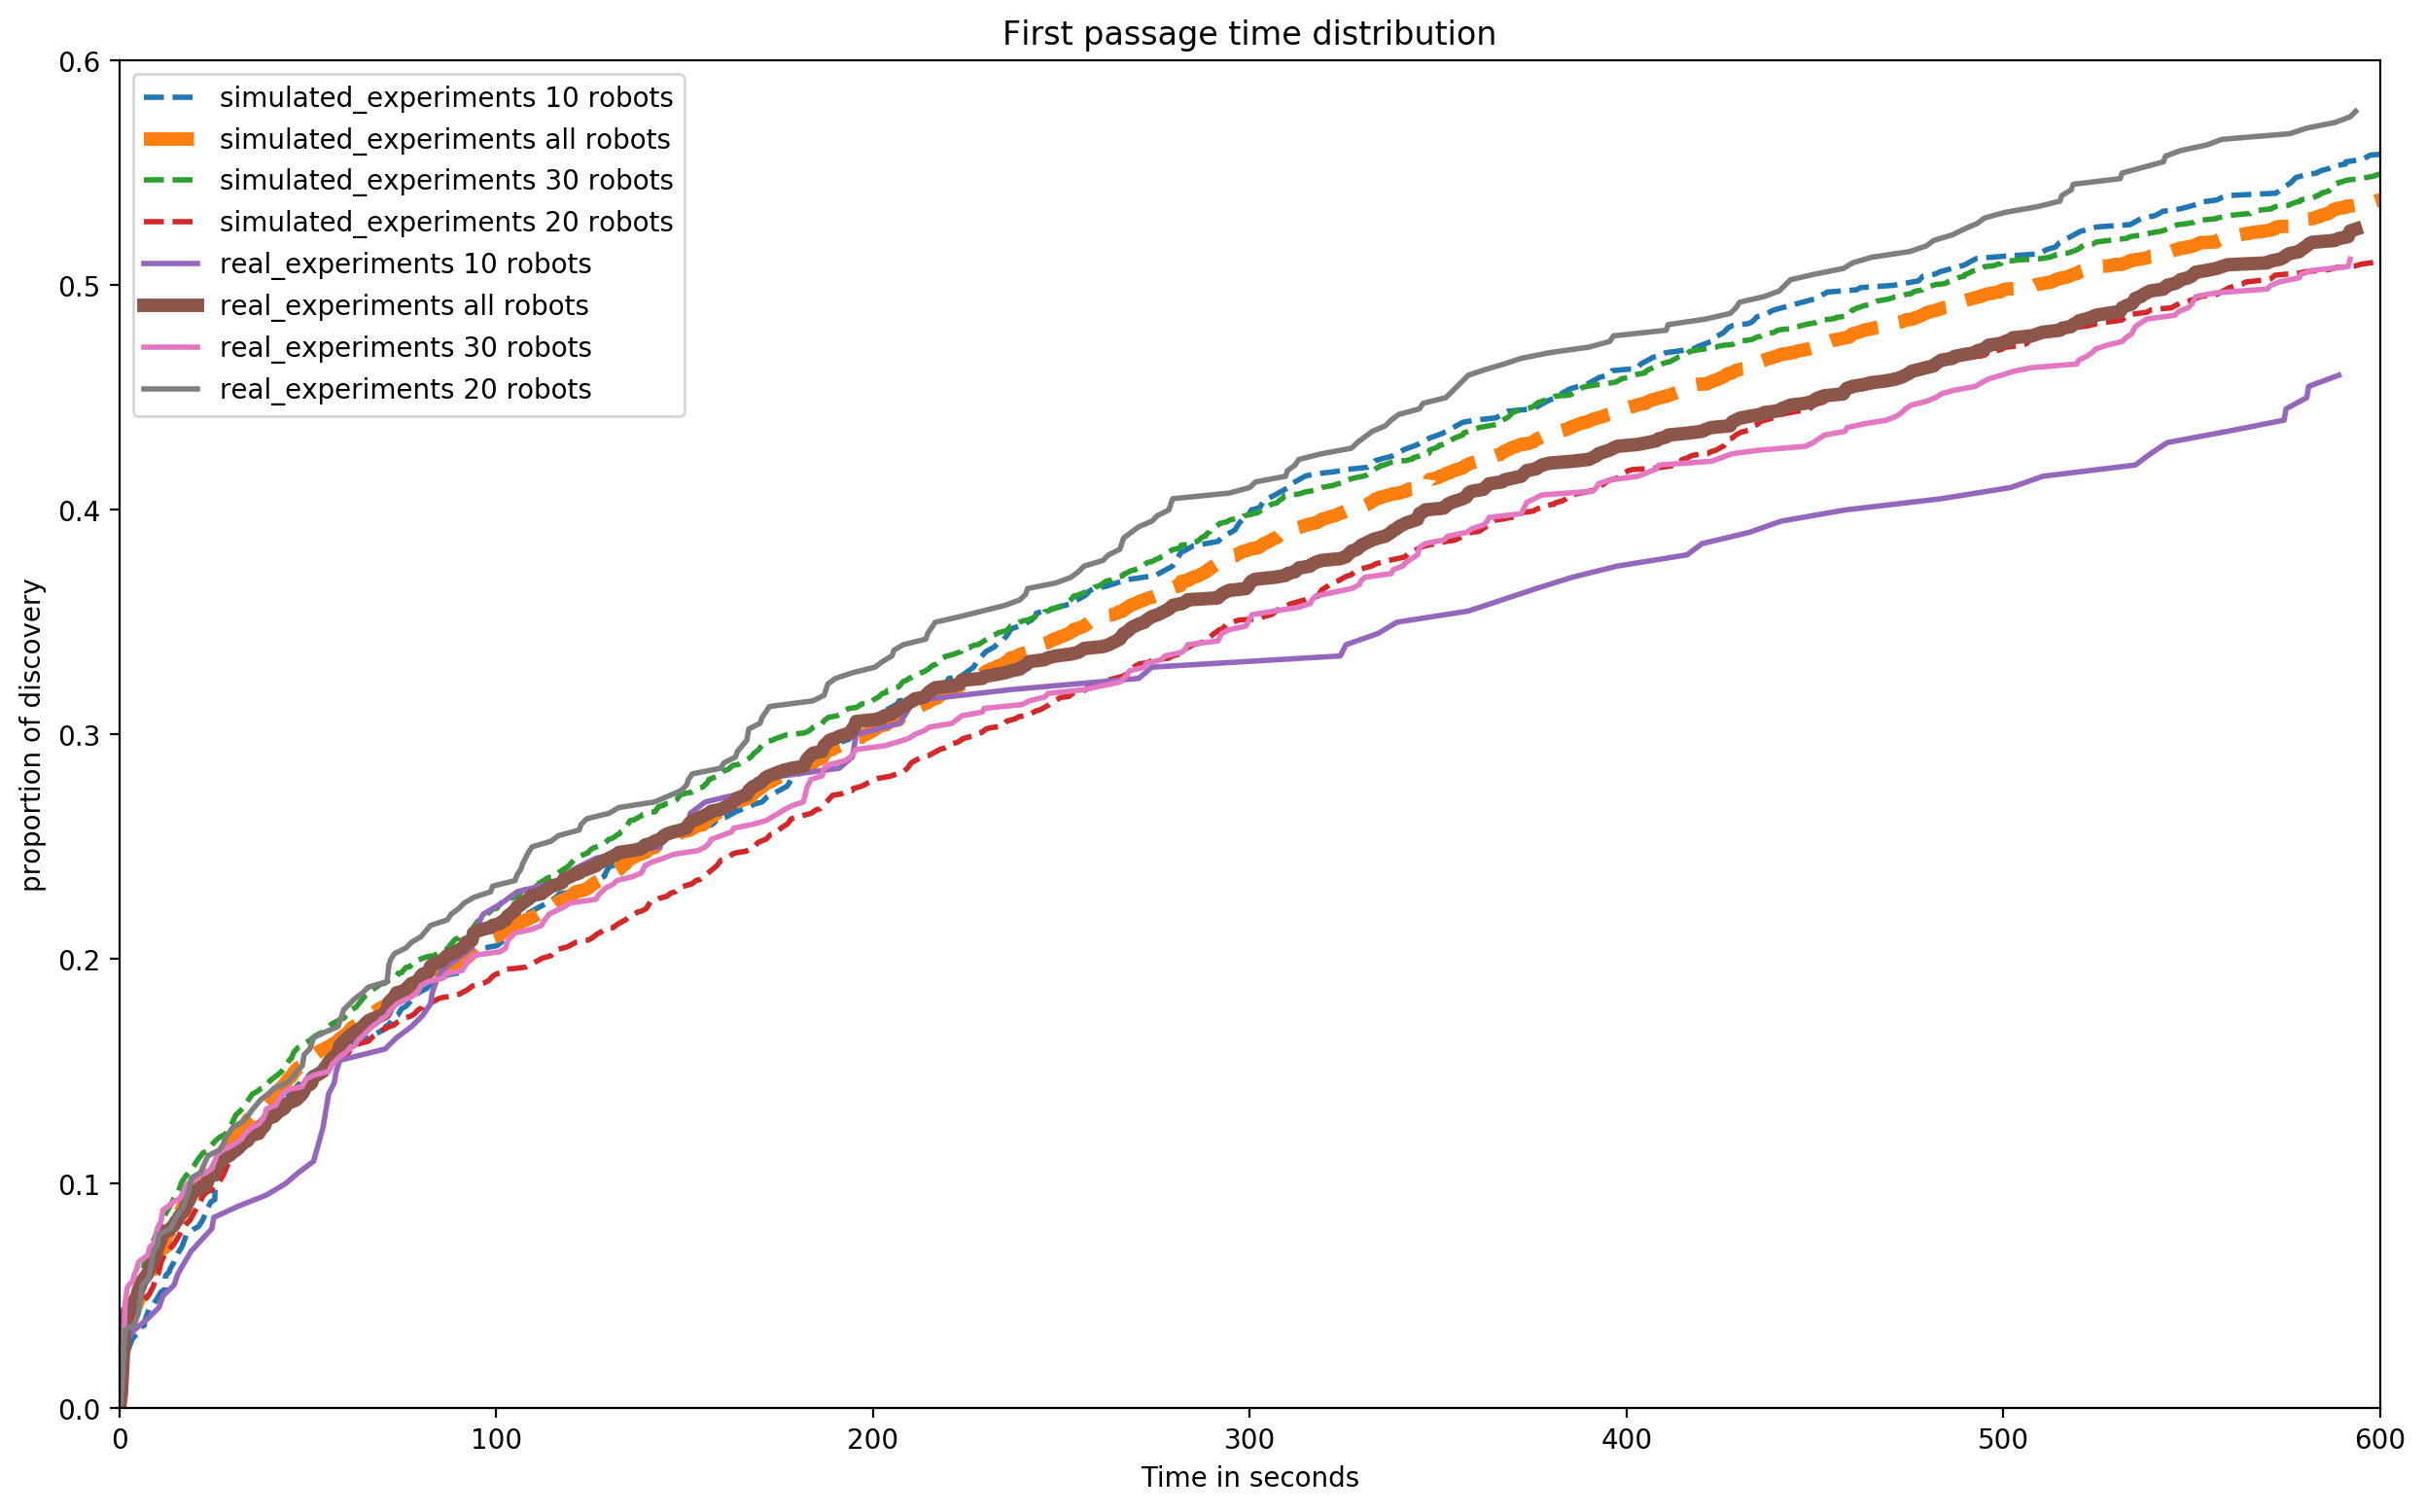 First passage time distribution
0.6
0.5
0.4
0.3
0.2
0.1
0.0
proportion of discovery
simulated_experiments 10 robots
simulated_experiments all robots
simulated_experiments 30 robots
simulated_experiments 20 robots
real_experiments 10 robots
real_experiments all robots
real_experiments 30 robots
real_experiments 20 robots
0 100 200 300 400 500 600
Time in seconds